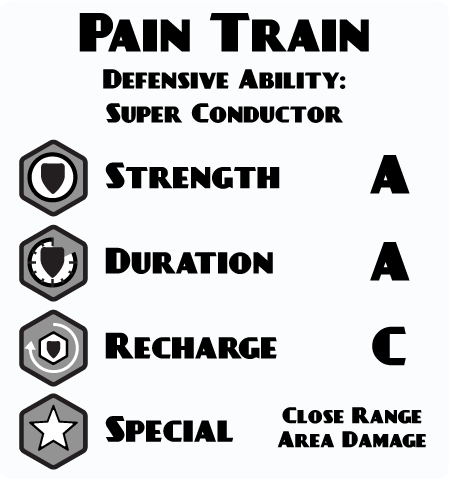 Pain Train
Defensive Ability:
Super Conductor
Strength A
Duration A
Recharge C
Special
Close Range
Area Damage